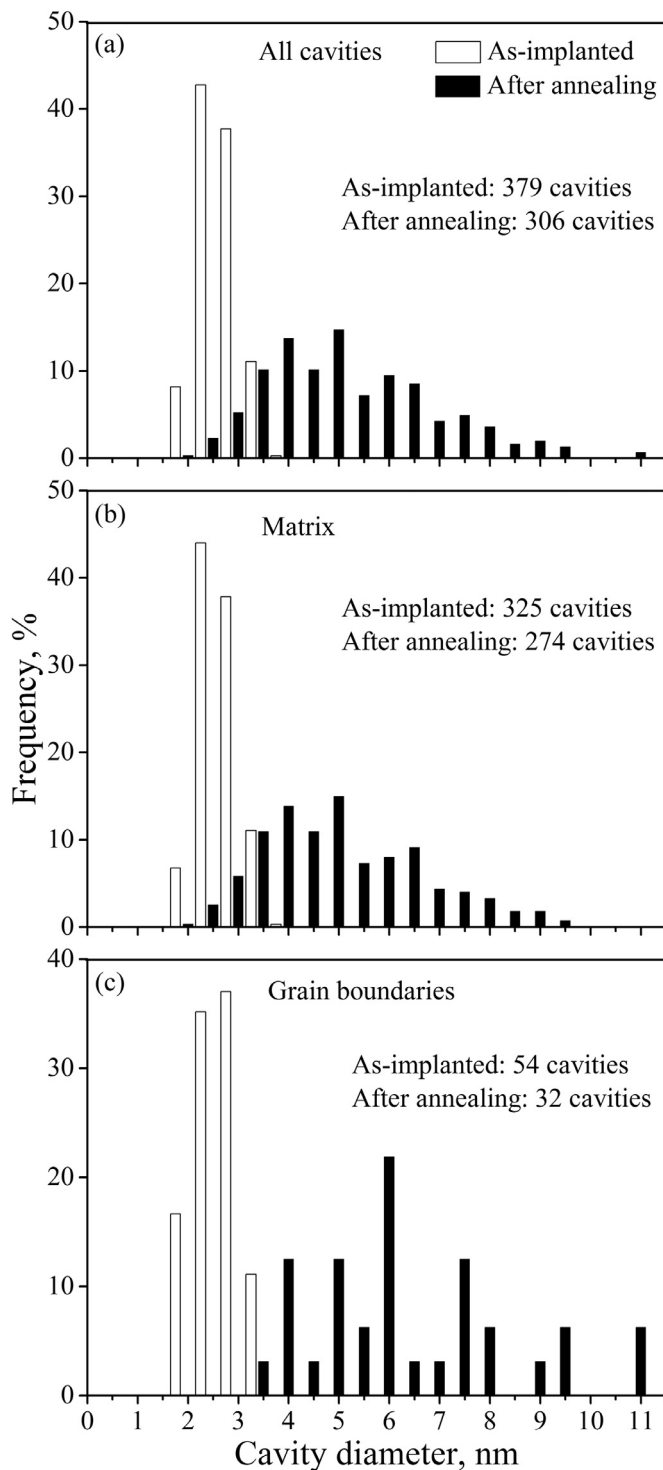 (a)
All cavities
As-implanted
After annealing
As-implanted: 379 cavities
After annealing: 306 cavities
50
40
30
20
10
0
(b)
Matrix
As-implanted: 325 cavities
After annealing: 274 cavities
50
40
30
20
10
0
Frequency, %
(c)
Grain boundaries
As-implanted: 54 cavities
After annealing: 32 cavities
40
30
20
10
0
0 1 2 3 4 5 6 7 8 9 10 11
Cavity diameter, nm